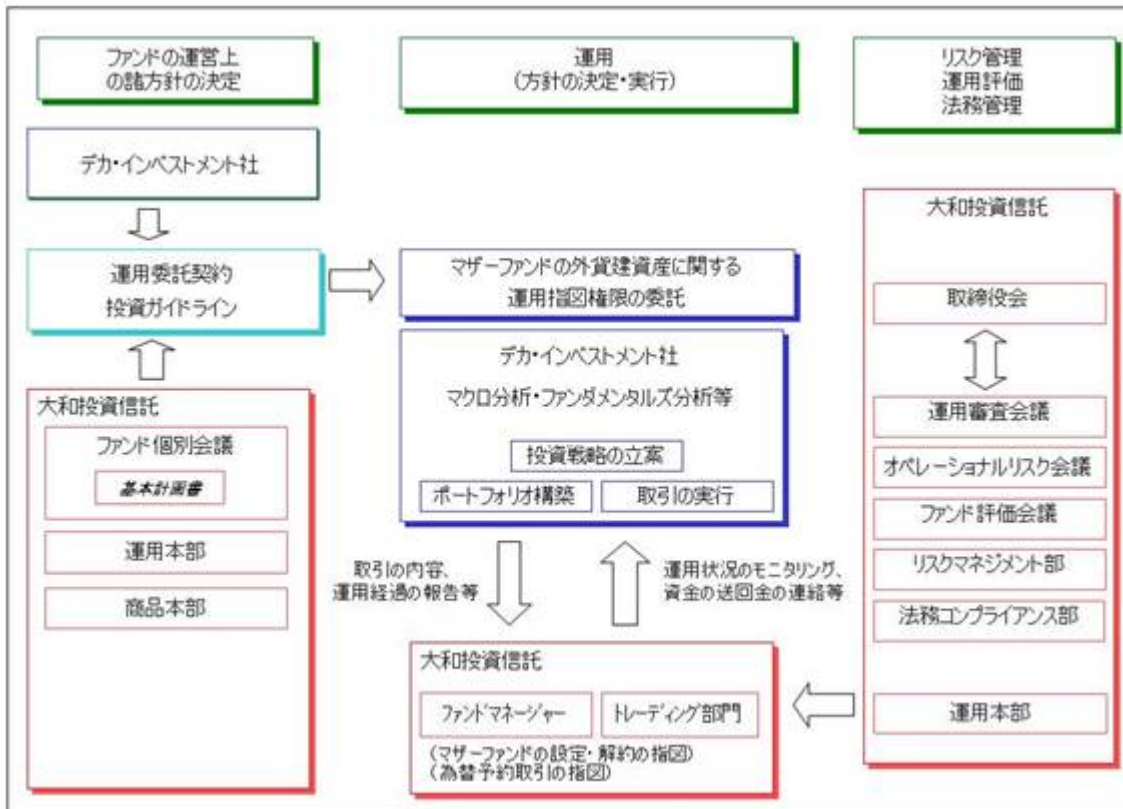 ファンドの運営上
の諸方針の決定
運用
(方針の決定・実行)
リスク管理
運用評価
法務管理
デカ・インベストメント社
運用委託契約
投資ガイドライン
大和投資信託
ファンド個別会議
基本計画書
運用本部
商品本部
マザーファンドの外貨建資産に関する
運用指図権限の委託
デカ・インベストメント社
マクロ分析・ファンダメンタルズ分析等
投資戦略の立案
ポートフォリオ構築
取引の実行
取引の内容、
運用経過の報告等
運用状況のモニタリング、
資金の送回金の連絡等
大和投資信託
ファンドマネージャー
トレーディング部門
(マザーファンドの設定・解約の指図)
(為替予約取引の指図)
大和投資信託
取締役会
運用審査会議
オペレーショナルリスク会議
ファンド評価会議
リスクマネジメント部
法務コンプライアンス部
運用本部